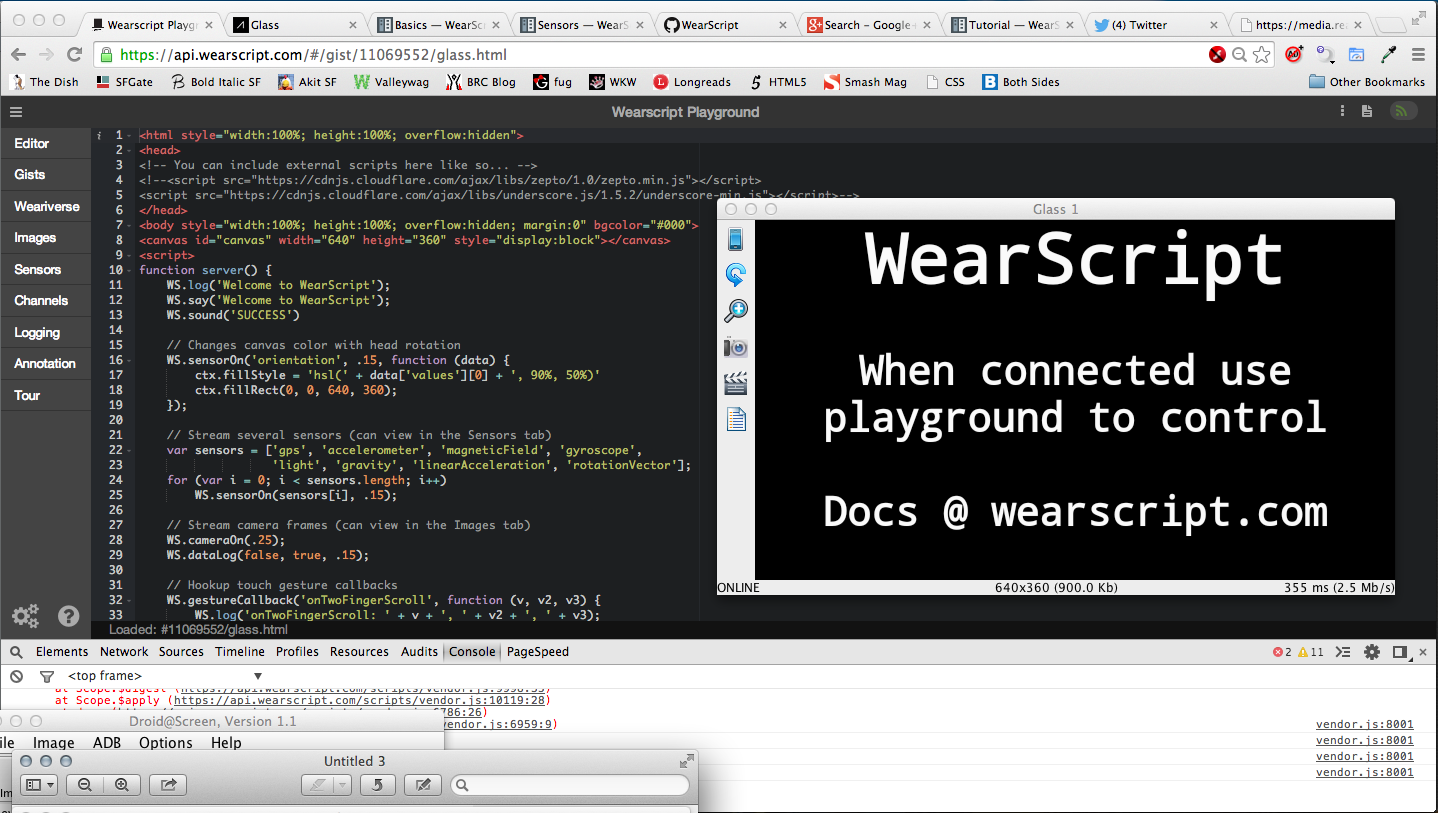 Wearscript Playgr
Glass
Basics — WearSc
Sensors — WearS
WearScript
Search - Google+
Tutorial — WearS
(4) Twitter
https://media.re
https://api.wearscript.com/#/gist/11069552/glass.html
The Dish
SFGate
Bold Italic SF
Akit SF
Valleywag
BRC Blog
fug
WKW
Longreads
HTML5
Smash Mag
CSS
Both Sides
Other Bookmarks
Wearscript Playground
Editor
Gists
Weariverse
Images
Sensors
Channels
Logging
Annotation
Tour
1 <html style="width:100%; height:100%; overflow:hidden">
2 <head>
3 <!-- You can include external scripts here like so... -->
4 <!--<script src="https://cdnjs.cloudflare.com/ajax/libs/zepto/1.0/zepto.min.js"></script>
5 <script src="https://cdnjs.cloudflare.com/ajax/libs/underscore.js/1.5.2/underscore-min.js"></script>-->
6 </head>
7 <body style="width:100%; height:100%; overflow:hidden; margin:0" bgcolor="#000">
8 <canvas id="canvas" width="640" height="360" style="display:block"></canvas>
9 <script>
10 function server() {
11 WS.log('Welcome to WearScript');
12 WS.say('Welcome to WearScript');
13 WS.sound('SUCCESS')
14
15 // Changes canvas color with head rotation
16 WS.sensorOn('orientation', .15, function (data) {
17 ctx.fillStyle = 'hsl(' + data['values'][0] + ', 90%, 50%)'
18 ctx.fillRect(0, 0, 640, 360);
19 });
20
21 // Stream several sensors (can view in the Sensors tab)
22 var sensors = ['gps', 'accelerometer', 'magneticField', 'gyroscope',
23 'light', 'gravity', 'linearAcceleration', 'rotationVector'];
24 for (var i = 0; i < sensors.length; i++)
25 WS.sensorOn(sensors[i], .15);
26
27 // Stream camera frames (can view in the Images tab)
28 WS.cameraOn(.25);
29 WS.dataLog(false, true, .15);
30
31 // Hookup touch gesture callbacks
32 WS.gestureCallback('onTwoFingerScroll', function (v, v2, v3) {
33 WS.log('onTwoFingerScroll: ' + v + ', ' + v2 + ', ' + v3);
Loaded: #11069552/glass.html
Glass 1
WearScript
When connected use
playground to control
Docs @ wearscript.com
ONLINE
640x360 (900.0 Kb)
355 ms (2.5 Mb/s)
Elements Network Sources Timeline Profiles Resources Audits Console PageSpeed
2 11
<top frame>
at Scope.$digest (https://api.wearscript.com/scripts/vendor.js:9998:55)
at Scope.$apply (https://api.wearscript.com/scripts/vendor.js:10119:28)
6786:26)
vendor.js:6959:9)
vendor.js:8001
vendor.js:8001
vendor.js:8001
vendor.js:8001
Droid@Screen, Version 1.1
ile Image ADB Options Help
Untitled 3